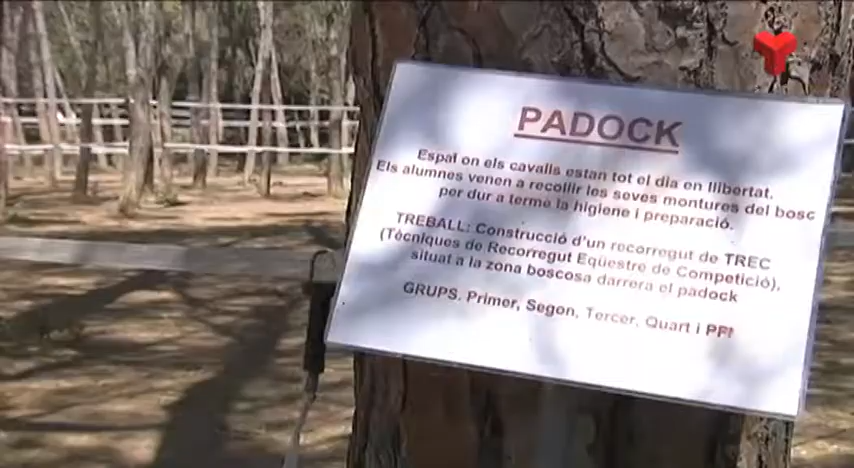 PADOCK
Espai on els cavalls estan tot el dia en llibertat.
Els alumnes venen a recollir les seves montures del bosc
per dur a terme la higiene i preparació.
TREBALL: Construcció d'un recorregut de TREC
(Tècniques de Recorregut Eqüestre de Competició),
situat a la zona boscosa darrera el padock
GRUPS. Primer, Segon, Tercer, Quart i PFI